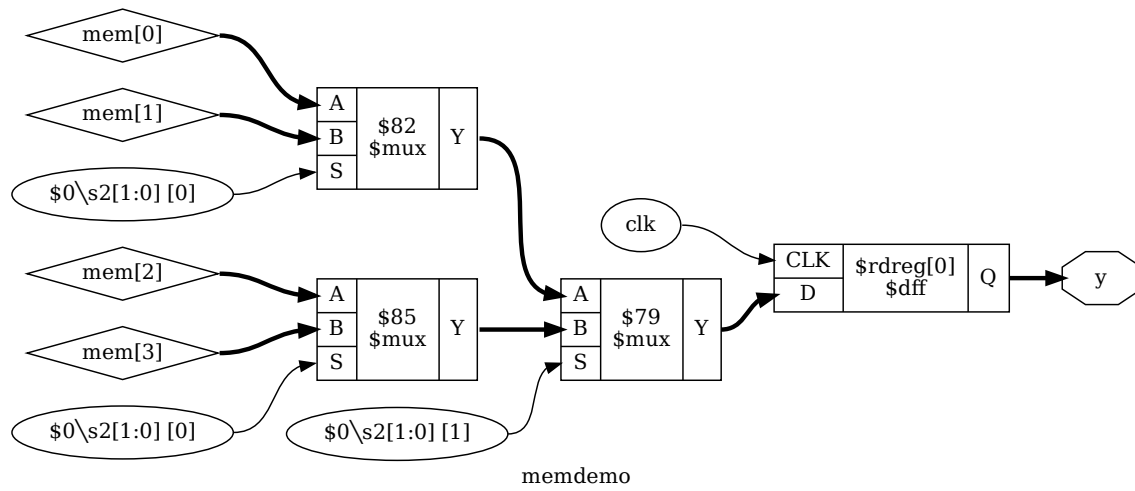 mem[0]
mem[1]
$0\s2[1:0] [0]
A
B
S
$82
$mux
Y
mem[2]
mem[3]
$0\s2[1:0] [0]
A
B
S
$85
$mux
Y
$0\s2[1:0] [1]
A
B
S
$79
$mux
Y
clk
CLK
D
$rdreg[0]
$dff
Q
y
memdemo